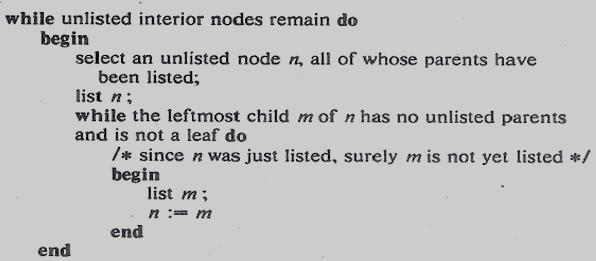 while unlisted interior nodes remain do
begin
select an unlisted node n, all of whose parents have
been listed;
list n ;
while the leftmost child m of n has no unlisted parents
and is not a leaf do
/* since n was just listed, surely m is not yet listed */
begin
list m ;
n := m
end
end